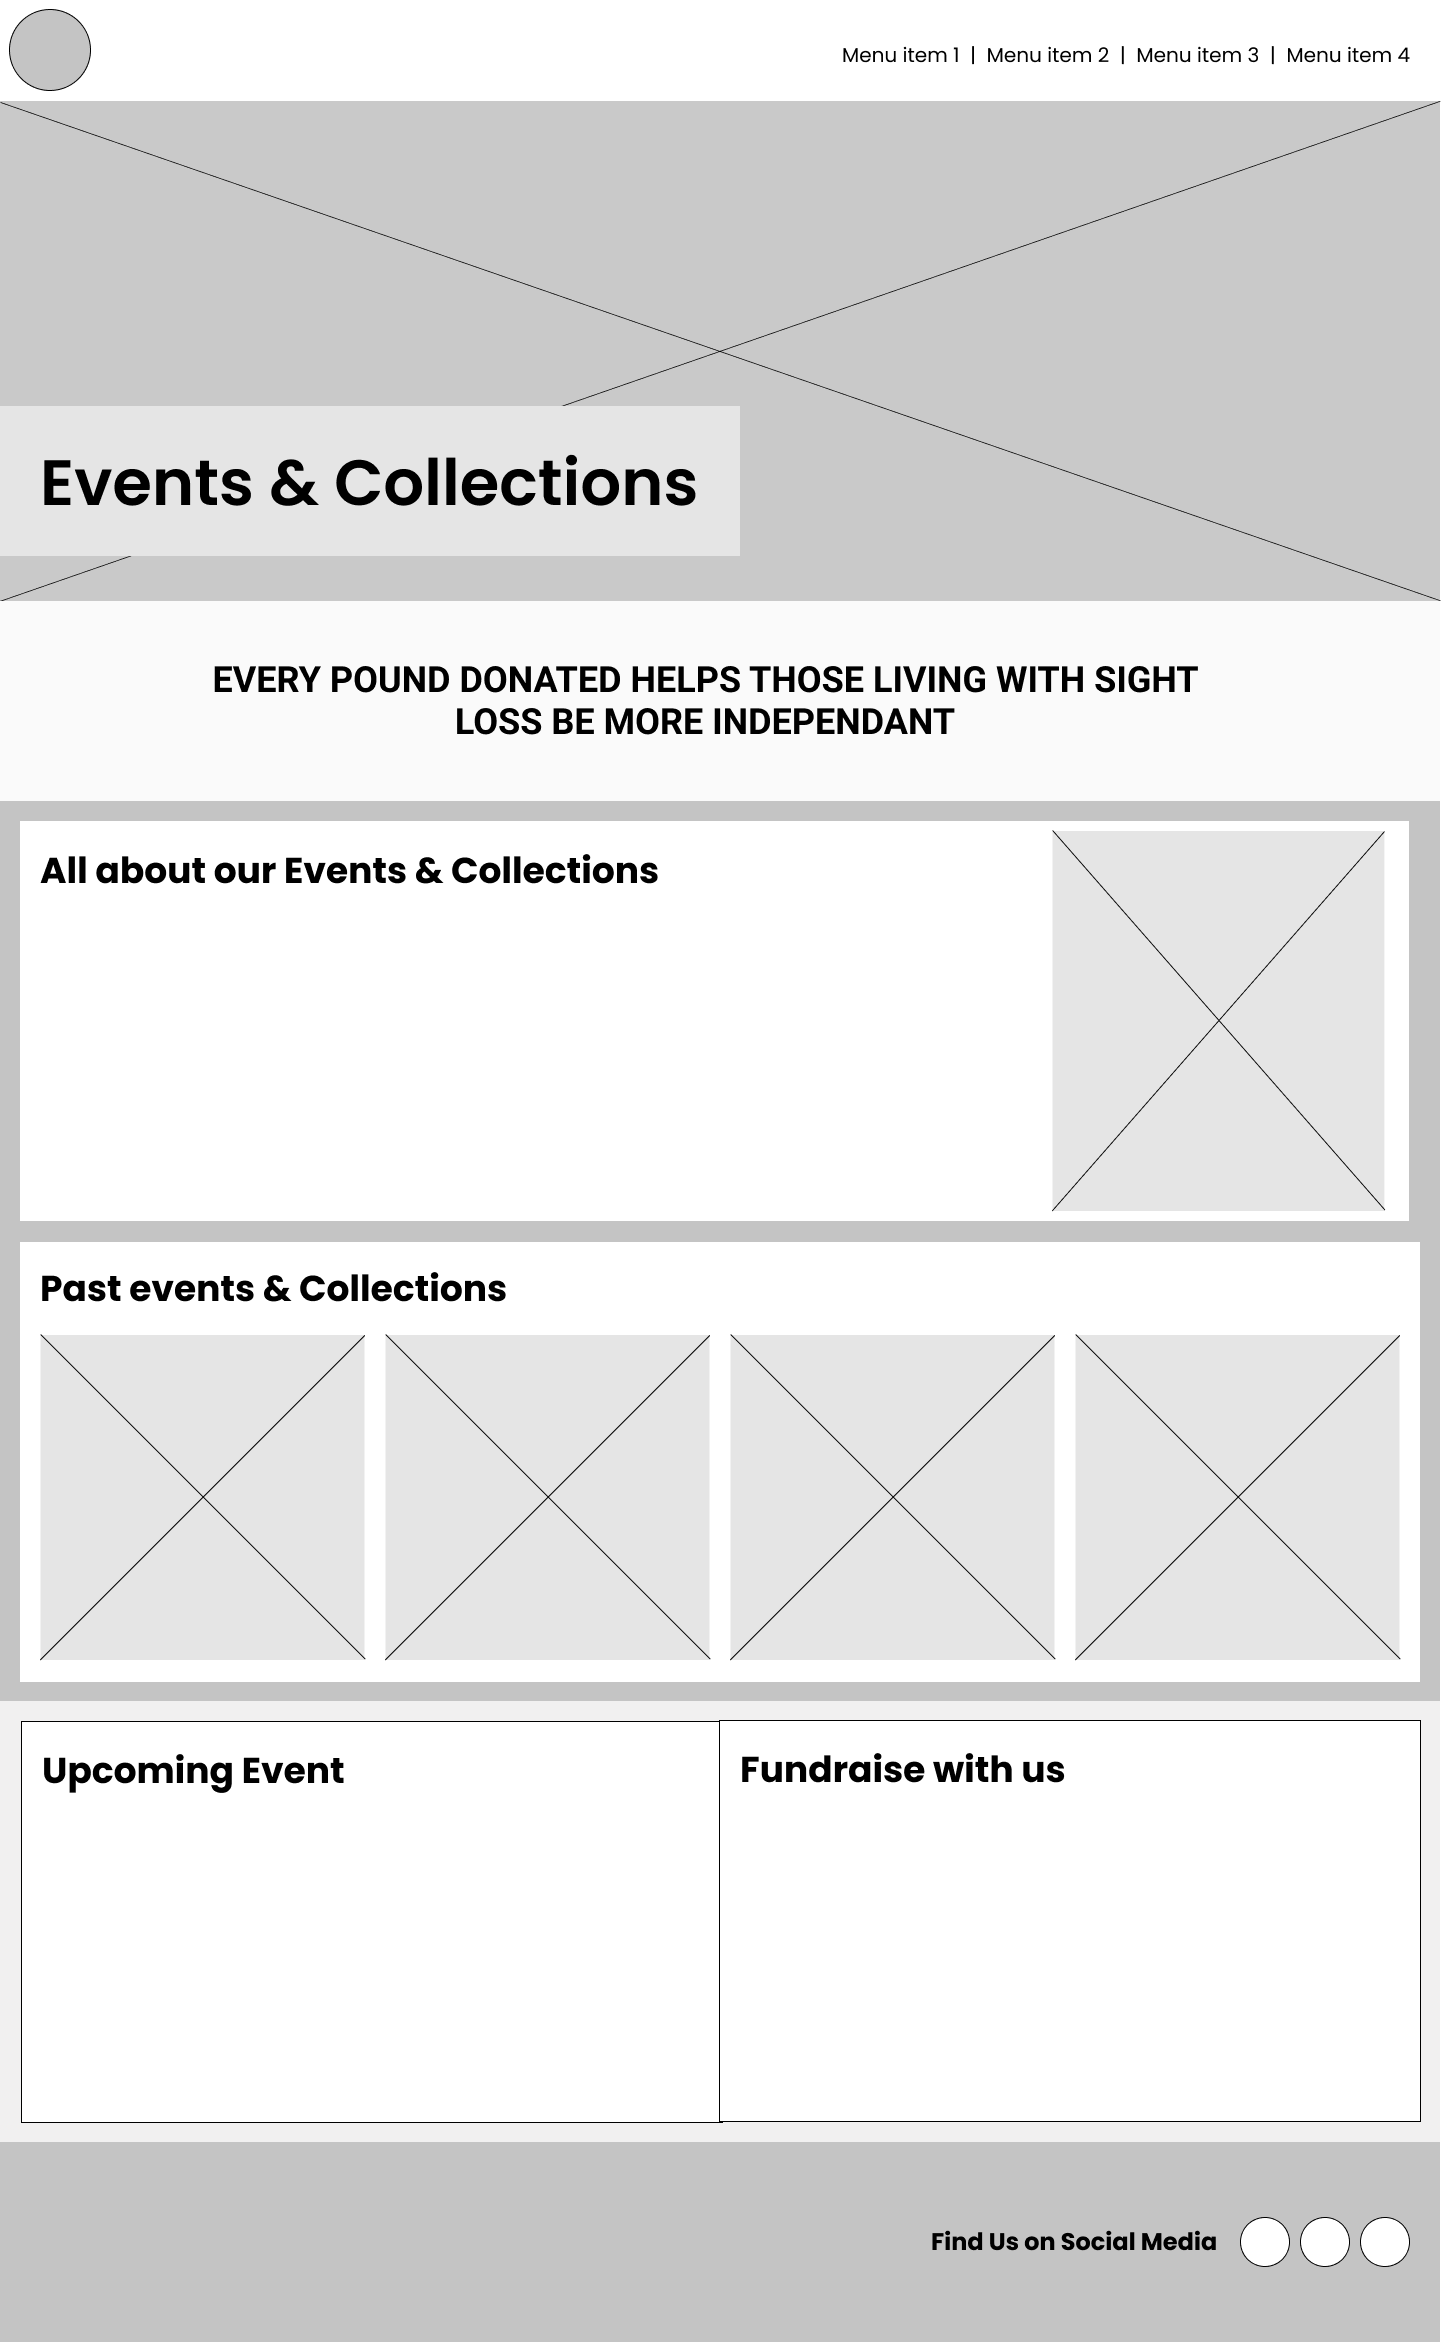 Menu item 1 | Menu item 2 | Menu item 3 | Menu item 4
Events & Collections
EVERY POUND DONATED HELPS THOSE LIVING WITH SIGHT
LOSS BE MORE INDEPENDANT
All about our Events & Collections
Past events & Collections
Upcoming Event
Fundraise with us
Find Us on Social Media